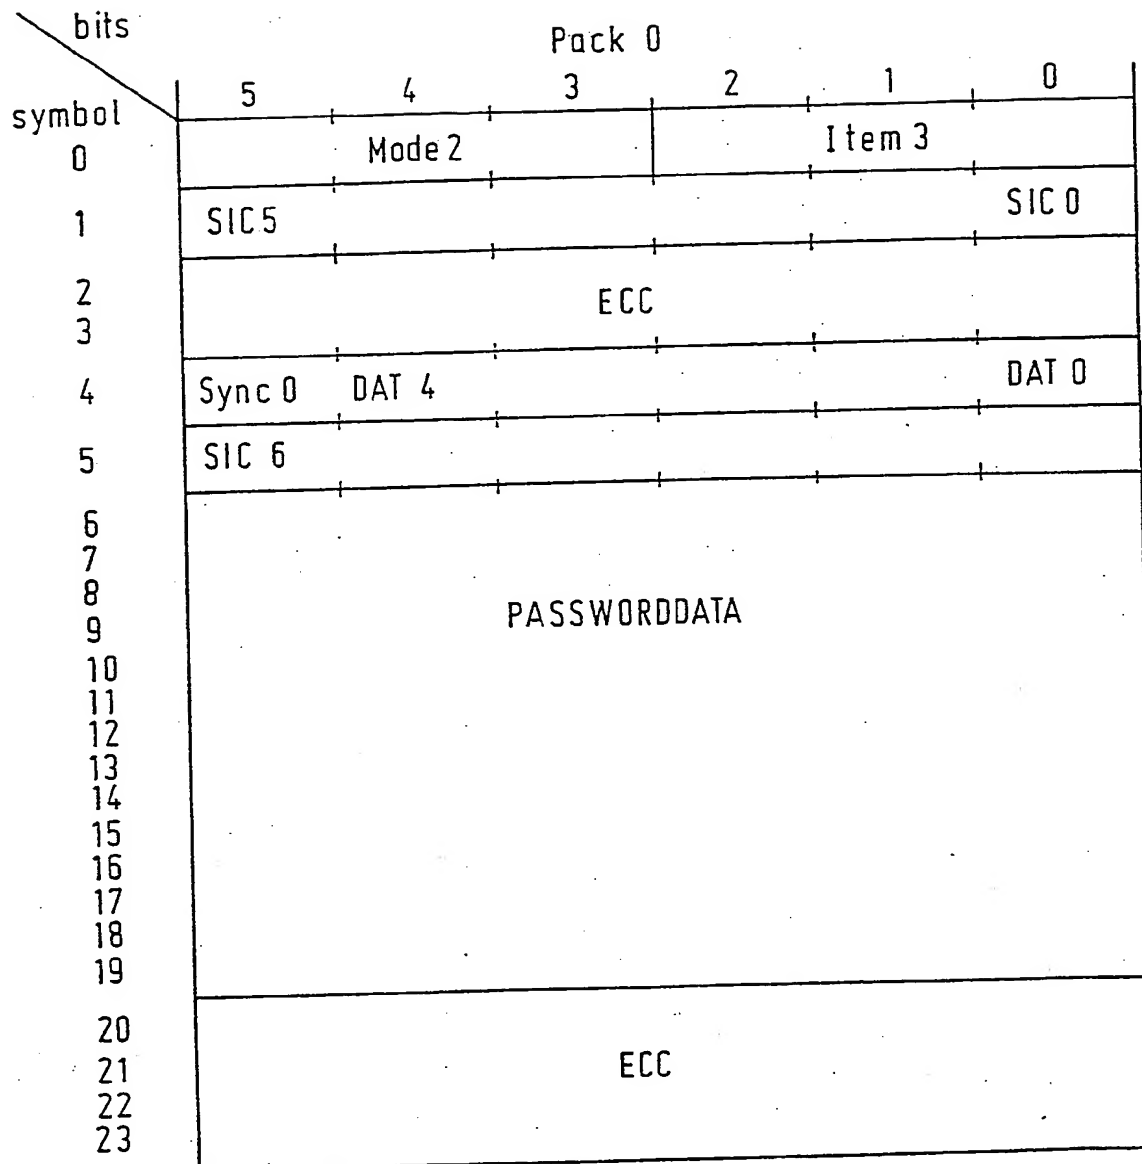 bits
Pack 0
5 4 3 2 1 0
symbol
0 Mode 2 Item 3
1 SIC 5 SIC 0
2
ECC
3
4 Sync 0 DAT 4 DAT 0
5 SIC 6
6
7
8
PASSWORDDATA
9
10
11
12
13
14
15
16
17
18
19
20
21 ECC
22
23